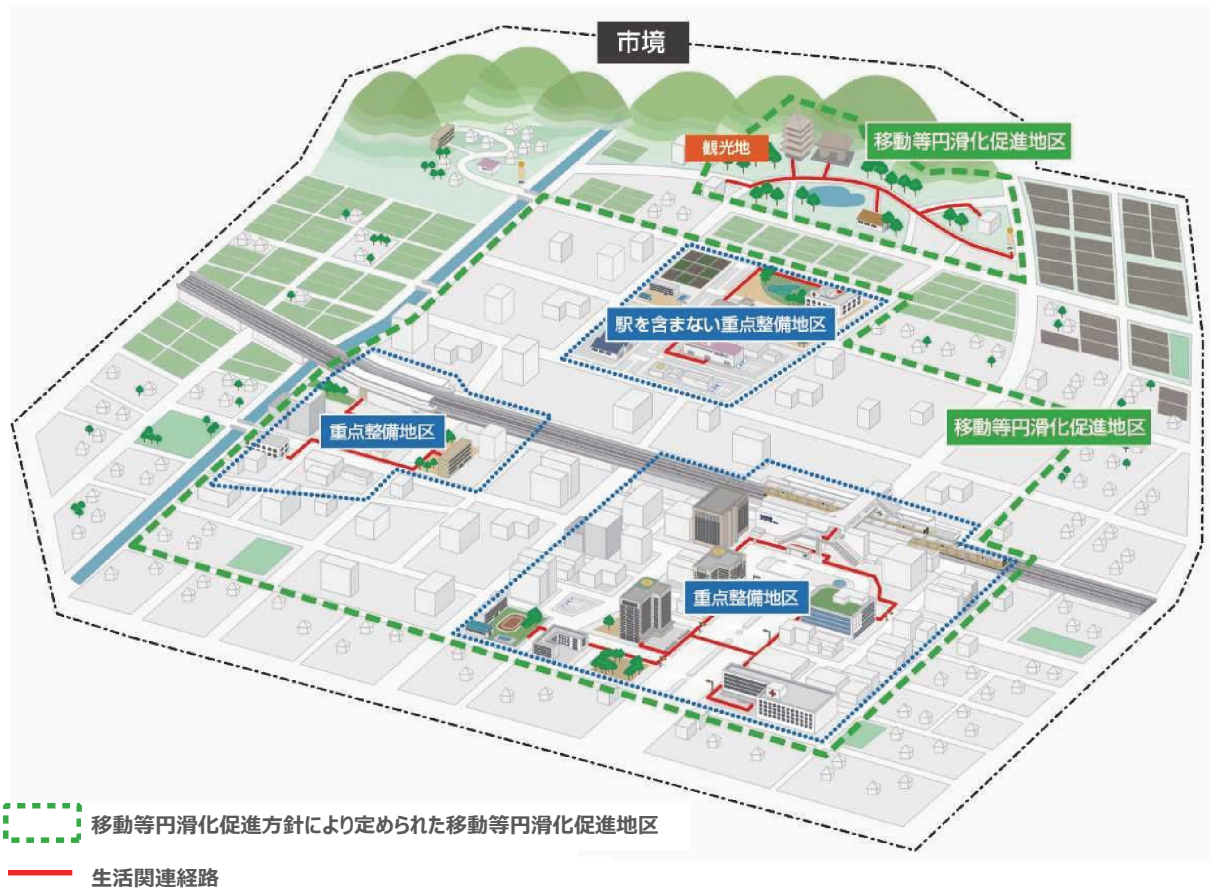 市境
移動等円滑化促進地区
観光地
駅を含まない重点整備地区
重点整備地区
移動等円滑化促進地区
重点整備地区
移動等円滑化促進方針により定められた移動等円滑化促進地区
生活関連経路